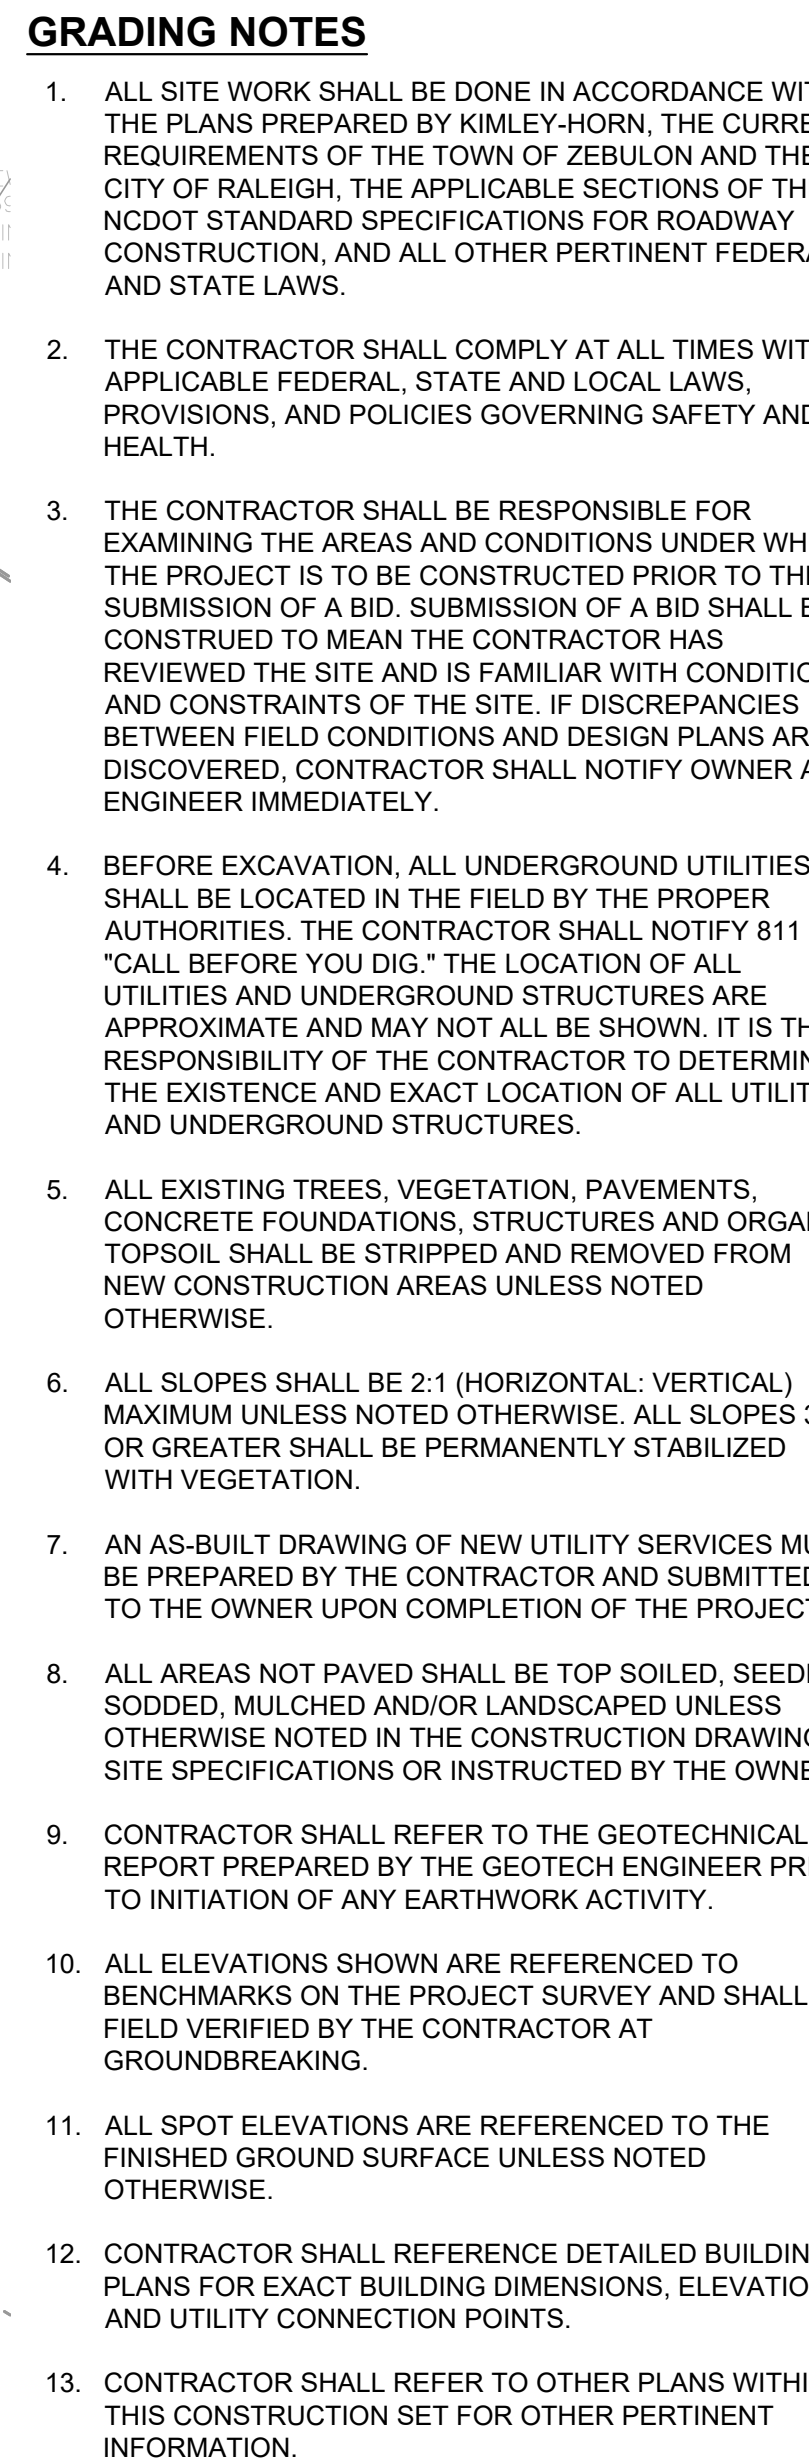 GRADING NOTES
1. ALL SITE WORK SHALL BE DONE IN ACCORDANCE WIT
THE PLANS PREPARED BY KIMLEY-HORN, THE CURRE
REQUIREMENTS OF THE TOWN OF ZEBULON AND THE
CITY OF RALEIGH, THE APPLICABLE SECTIONS OF TH
NCDOT STANDARD SPECIFICATIONS FOR ROADWAY
CONSTRUCTION, AND ALL OTHER PERTINENT FEDERA
AND STATE LAWS.
2. THE CONTRACTOR SHALL COMPLY AT ALL TIMES WIT
APPLICABLE FEDERAL, STATE AND LOCAL LAWS,
PROVISIONS, AND POLICIES GOVERNING SAFETY AND
HEALTH.
3. THE CONTRACTOR SHALL BE RESPONSIBLE FOR
EXAMINING THE AREAS AND CONDITIONS UNDER WH
THE PROJECT IS TO BE CONSTRUCTED PRIOR TO THE
SUBMISSION OF A BID. SUBMISSION OF A BID SHALL B
CONSTRUED TO MEAN THE CONTRACTOR HAS
REVIEWED THE SITE AND IS FAMILIAR WITH CONDITIO
AND CONSTRAINTS OF THE SITE. IF DISCREPANCIES
BETWEEN FIELD CONDITIONS AND DESIGN PLANS AR
DISCOVERED, CONTRACTOR SHALL NOTIFY OWNER A
ENGINEER IMMEDIATELY.
4. BEFORE EXCAVATION, ALL UNDERGROUND UTILITIES
SHALL BE LOCATED IN THE FIELD BY THE PROPER
AUTHORITIES. THE CONTRACTOR SHALL NOTIFY 811
"CALL BEFORE YOU DIG." THE LOCATION OF ALL
UTILITIES AND UNDERGROUND STRUCTURES ARE
APPROXIMATE AND MAY NOT ALL BE SHOWN. IT IS TH
RESPONSIBILITY OF THE CONTRACTOR TO DETERMIN
THE EXISTENCE AND EXACT LOCATION OF ALL UTILIT
AND UNDERGROUND STRUCTURES.
5. ALL EXISTING TREES, VEGETATION, PAVEMENTS,
CONCRETE FOUNDATIONS, STRUCTURES AND ORGA
TOPSOIL SHALL BE STRIPPED AND REMOVED FROM
NEW CONSTRUCTION AREAS UNLESS NOTED
OTHERWISE.
6. ALL SLOPES SHALL BE 2:1 (HORIZONTAL: VERTICAL)
MAXIMUM UNLESS NOTED OTHERWISE. ALL SLOPES 3
OR GREATER SHALL BE PERMANENTLY STABILIZED
WITH VEGETATION.
7. AN AS-BUILT DRAWING OF NEW UTILITY SERVICES MU
BE PREPARED BY THE CONTRACTOR AND SUBMITTED
TO THE OWNER UPON COMPLETION OF THE PROJECT
8. ALL AREAS NOT PAVED SHALL BE TOP SOILED, SEED
SODDED, MULCHED AND/OR LANDSCAPED UNLESS
OTHERWISE NOTED IN THE CONSTRUCTION DRAWING
SITE SPECIFICATIONS OR INSTRUCTED BY THE OWNE
9. CONTRACTOR SHALL REFER TO THE GEOTECHNICAL
REPORT PREPARED BY THE GEOTECH ENGINEER PR
TO INITIATION OF ANY EARTHWORK ACTIVITY.
10. ALL ELEVATIONS SHOWN ARE REFERENCED TO
BENCHMARKS ON THE PROJECT SURVEY AND SHALL
FIELD VERIFIED BY THE CONTRACTOR AT
GROUNDBREAKING.
11. ALL SPOT ELEVATIONS ARE REFERENCED TO THE
FINISHED GROUND SURFACE UNLESS NOTED
OTHERWISE.
12. CONTRACTOR SHALL REFERENCE DETAILED BUILDIN
PLANS FOR EXACT BUILDING DIMENSIONS, ELEVATIO
AND UTILITY CONNECTION POINTS.
13. CONTRACTOR SHALL REFER TO OTHER PLANS WITHI
THIS CONSTRUCTION SET FOR OTHER PERTINENT
INFORMATION.